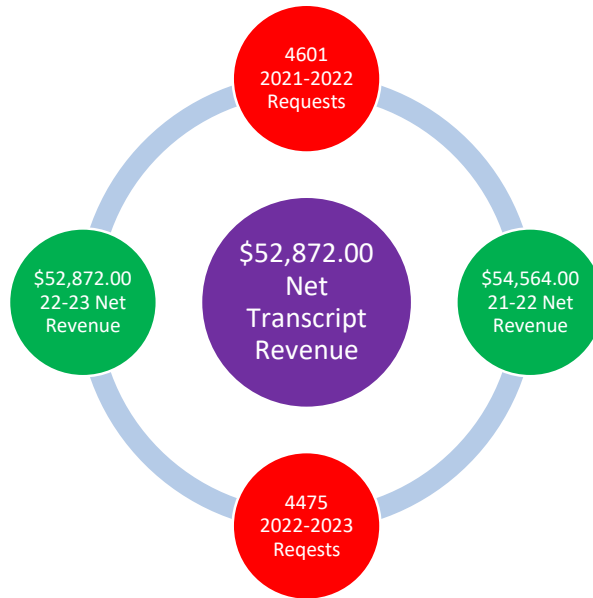 4601
2021-2022
Requests
$52,872.00
22-23 Net
Revenue
$52,872.00
Net
Transcript
Revenue
$54,564.00
21-22 Net
Revenue
4475
2022-2023
Reqests